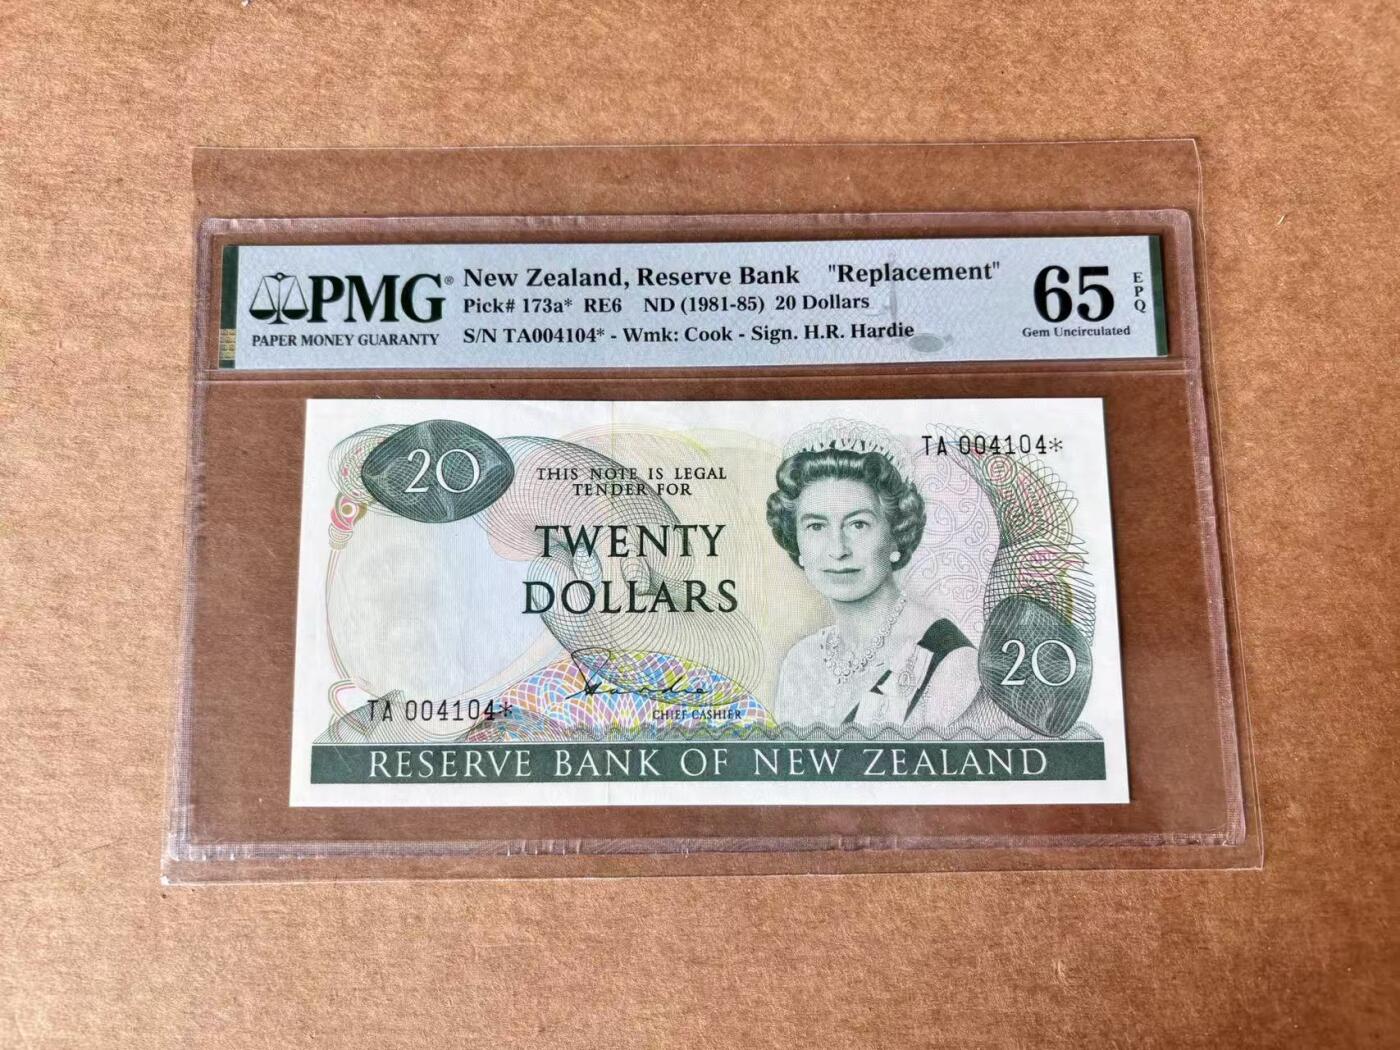 PMG®
PAPER MONEY GUARANTY
New Zealand, Reserve Bank "Replacement"
Pick# 173a* RE6 ND (1981-85) 20 Dollars
S/N TA004104* - Wmk: Cook - Sign. H.R. Hardie
65
EPQ
Gem Uncirculated
20
THIS NOTE IS LEGAL
TENDER FOR
TWENTY
DOLLARS
TA 004104*
20
Hardie
CHIEF CASHIER
TA 004104*
RESERVE BANK OF NEW ZEALAND